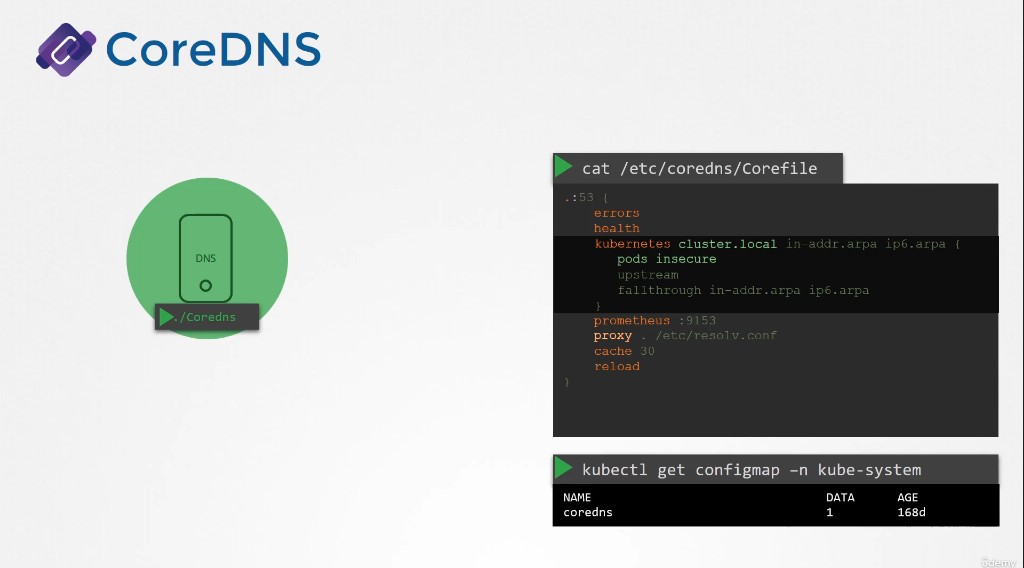 CoreDNS
DNS
./Coredns
cat /etc/coredns/Corefile
.:53 {
errors
health
kubernetes cluster.local in-addr.arpa ip6.arpa {
pods insecure
upstream
fallthrough in-addr.arpa ip6.arpa
}
prometheus :9153
proxy . /etc/resolv.conf
cache 30
reload
}
kubectl get configmap –n kube-system
NAME DATA AGE
coredns 1 168d
ûdemy